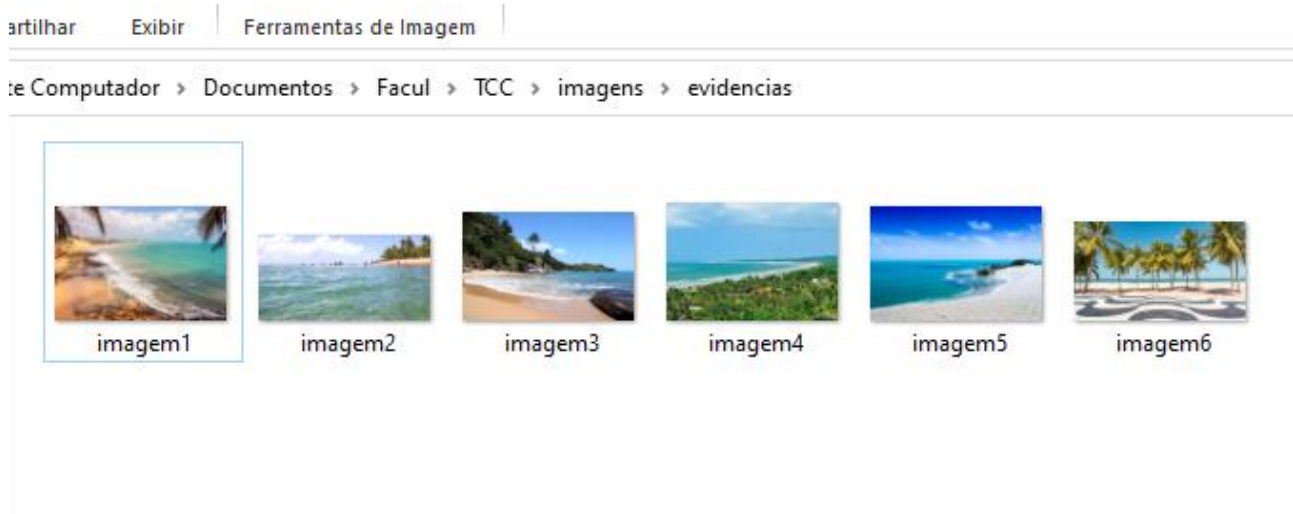 artilhar Exibir Ferramentas de Imagem
te Computador > Documentos > Facul > TCC > imagens > evidencias
imagem1 imagem2 imagem3 imagem4 imagem5 imagem6